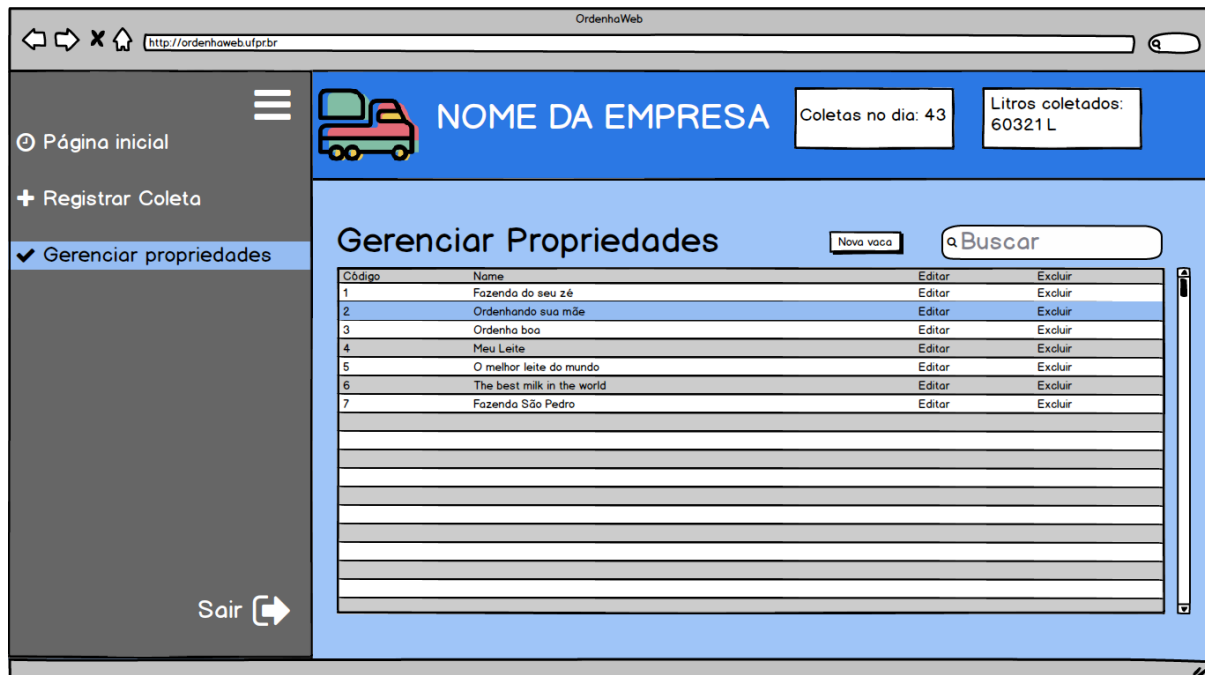 OrdenhaWeb
http://ordenhaweb.ufpr.br
NOME DA EMPRESA
Coletas no dia: 43
Litros coletados:
60321 L
Página inicial
Registrar Coleta
Gerenciar propriedades
Sair
Gerenciar Propriedades
Nova vaca
Buscar
Código Name Editar Excluir
1 Fazenda do seu zé Editar Excluir
2 Ordenhando sua mãe Editar Excluir
3 Ordenha boa Editar Excluir
4 Meu Leite Editar Excluir
5 O melhor leite do mundo Editar Excluir
6 The best milk in the world Editar Excluir
7 Fazenda São Pedro Editar Excluir